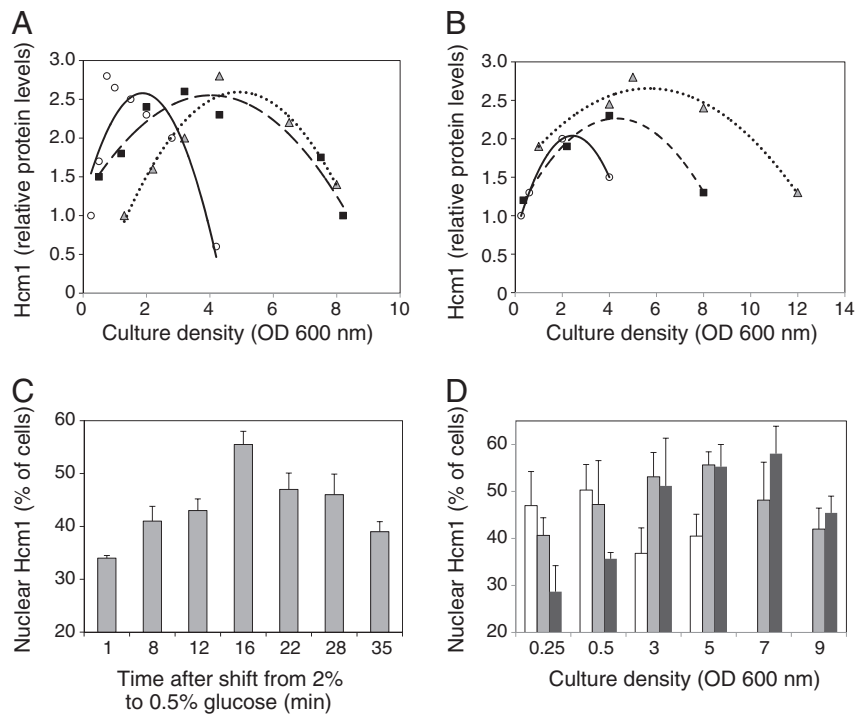 A
Hcm1 (relative protein levels)
3.0
2.5
2.0
1.5
1.0
0.5
0
0 2 4 6 8 10
Culture density (OD 600 nm)
B
Hcm1 (relative protein levels)
3.0
2.5
2.0
1.5
1.0
0.5
0
0 2 4 6 8 10 12 14
Culture density (OD 600 nm)
C
Nuclear Hcm1 (% of cells)
60
50
40
30
20
1 8 12 16 22 28 35
Time after shift from 2%
to 0.5% glucose (min)
D
Nuclear Hcm1 (% of cells)
60
50
40
30
20
0.25 0.5 3 5 7 9
Culture density (OD 600 nm)